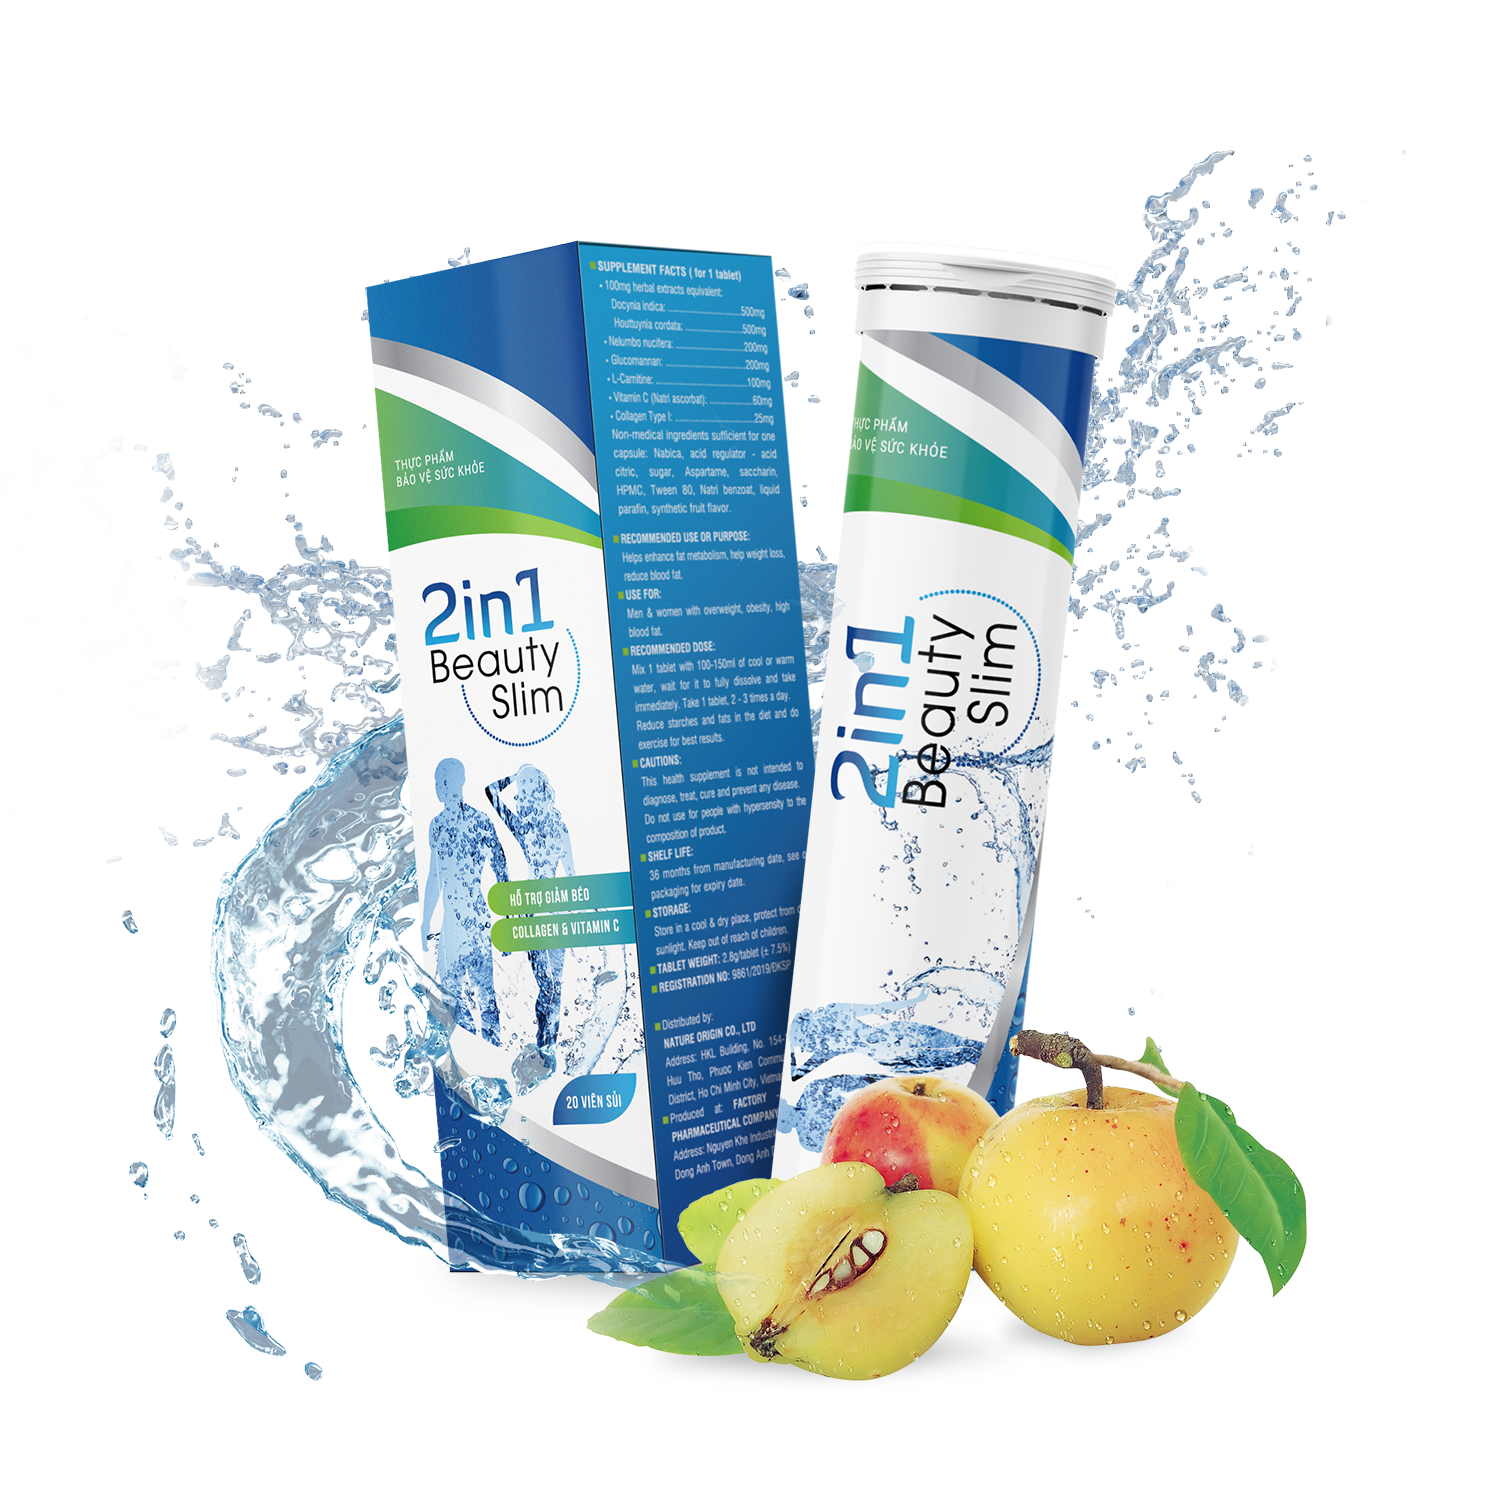 THỰC PHẨM
BẢO VỆ SỨC KHỎE
2in1
Beauty
Slim
HỖ TRỢ GIẢM BÉO
COLLAGEN & VITAMIN C
20 VIÊN SỦI
SUPPLEMENT FACTS ( for 1 tablet)
• 100mg herbal extracts equivalent:
Docynia indica: ........................500mg
Houttuynia cordata: ..................500mg
• Nelumbo nucifera: ......................200mg
• Glucomannan: ..........................200mg
• L-Carnitine: ..............................100mg
• Vitamin C (Natri ascorbat): ............60mg
• Collagen Type I: ..........................25mg
Non-medical ingredients sufficient for one
capsule: Nabica, acid regulator - acid
citric, sugar, Aspartame, saccharin,
HPMC, Tween 80, Natri benzoat, liquid
parafin, synthetic fruit flavor.
RECOMMENDED USE OR PURPOSE:
Helps enhance fat metabolism, help weight loss,
reduce blood fat.
USE FOR:
Men & women with overweight, obesity, high
blood fat.
RECOMMENDED DOSE:
Mix 1 tablet with 100-150ml of cool or warm
water, wait for it to fully dissolve and take
immediately. Take 1 tablet, 2 - 3 times a day.
Reduce starches and fats in the diet and do
exercise for best results.
CAUTIONS:
This health supplement is not intended to
diagnose, treat, cure and prevent any disease.
Do not use for people with hypersensity to the
composition of product.
SHELF LIFE:
36 months from manufacturing date, see
packaging for expiry date.
STORAGE:
Store in a cool & dry place, protect from
sunlight. Keep out of reach of children.
TABLET WEIGHT: 2.8g/tablet (± 7.5%)
REGISTRATION NO: 9861/2019/ĐKSP
Distributed by:
NATURE ORIGIN CO., LTD
Address: HKL Building, No. 154-
Huu Tho, Phuoc Kien Commu
District, Ho Chi Minh City, Vietna
Produced at: FACTORY
PHARMACEUTICAL COMPANY
Address: Nguyen Khe Industri
Dong Anh Town, Dong Anh
THỰC PHẨM
BẢO VỆ SỨC KHỎE
2in1
Beauty
Slim